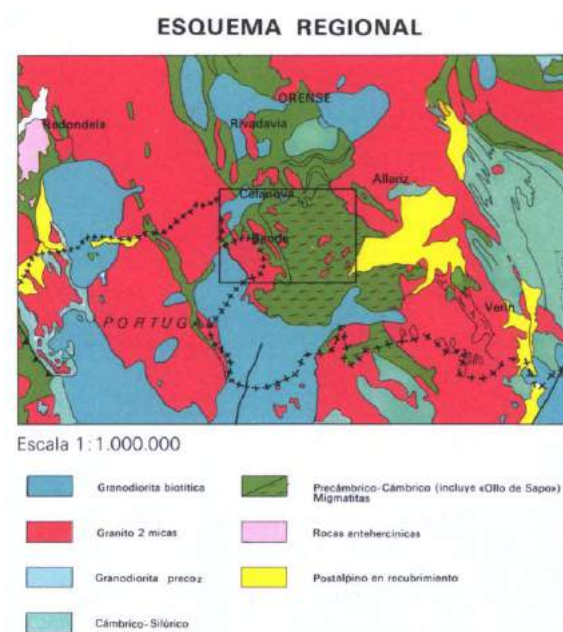 ESQUEMA REGIONAL
ORENSE
Redondela
Rivadavia
Allariz
Celanova
Bande
PORTUGAL
Verín
Escala 1:1.000.000
Granodiorita biotítica
Granito 2 micas
Granodiorita precoz
Cámbrico-Silúrico
Precámbrico-Cámbrico (incluye «Ollo de Sapo»)
Migmatitas
Rocas antehercínicas
Postalpino en recubrimiento